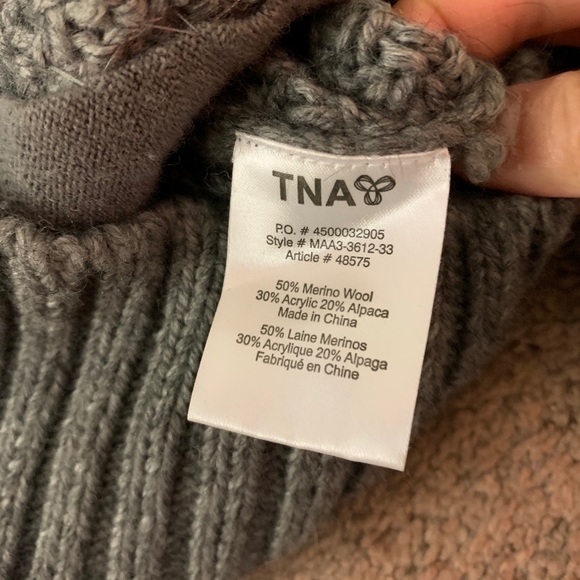 TNA
P.O. # 4500032905
Style # MAA3-3612-33
Article # 48575
50% Merino Wool
30% Acrylic 20% Alpaca
Made in China
50% Laine Merinos
30% Acrylique 20% Alpaga
Fabriqué en Chine